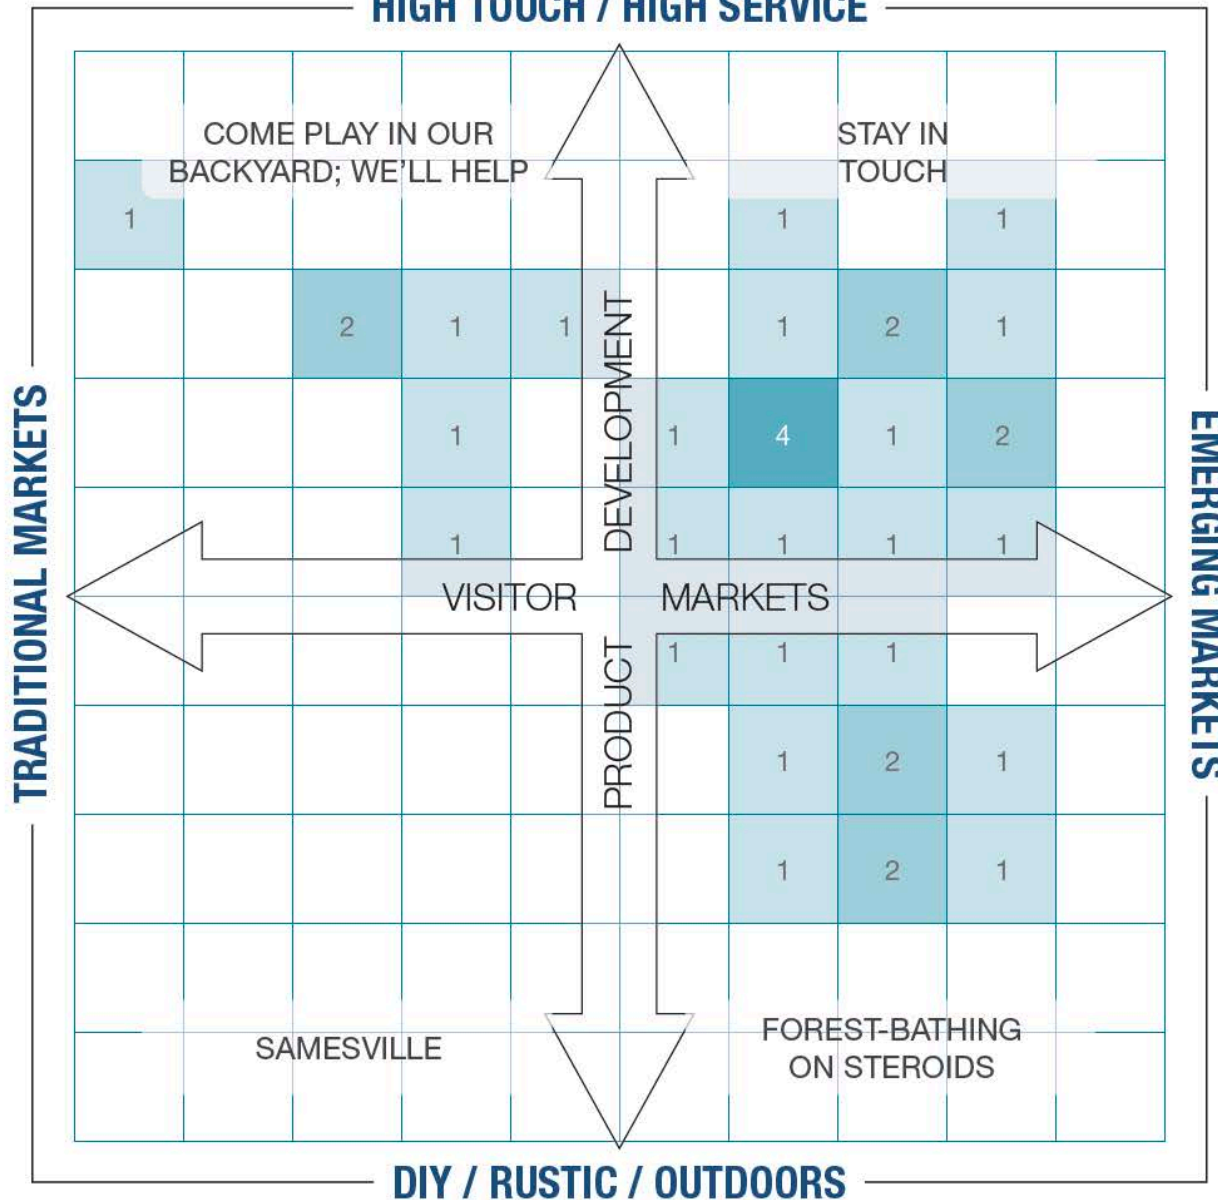 HIGH TOUCH / HIGH SERVICE
COME PLAY IN OUR
BACKYARD; WE'LL HELP
STAY IN
TOUCH
1 1 1
2 1 1 1 2 1
1 1 4 1 2
1 1 1 1 1
TRADITIONAL MARKETS
EMERGING MARKETS
VISITOR MARKETS
PRODUCT DEVELOPMENT
1 1 1
1 2 1
1 2 1
SAMESVILLE
FOREST-BATHING
ON STEROIDS
DIY / RUSTIC / OUTDOORS